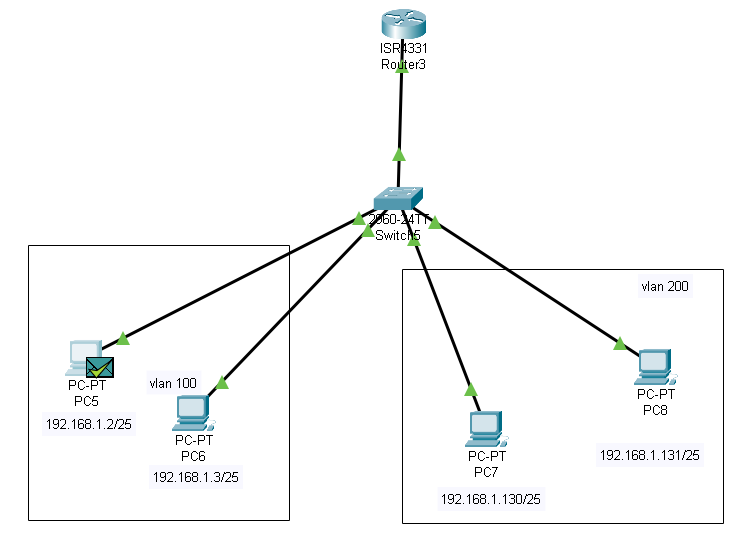 ISR4331
Router3
2960-24TT
Switch5
vlan 200
PC-PT
PC5
192.168.1.2/25
vlan 100
PC-PT
PC6
192.168.1.3/25
PC-PT
PC7
192.168.1.130/25
PC-PT
PC8
192.168.1.131/25